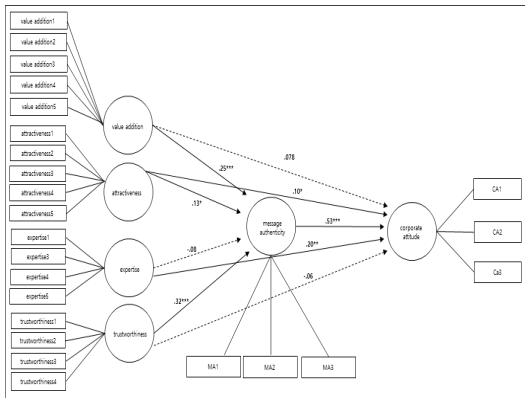 value addition1
value addition2
value addition3
value addition4
value addition5
value addition
attractiveness1
attractiveness2
attractiveness3
attractiveness4
attractiveness5
attractiveness
expertise1
expertise3
expertise4
expertise5
expertise
trustworthiness1
trustworthiness2
trustworthiness3
trustworthiness4
trustworthiness
.078
.25***
.10*
.13*
message
authenticity
.53***
.20**
-.08
-.06
.32***
corporate
attitude
CA1
CA2
Ca3
MA1
MA2
MA3